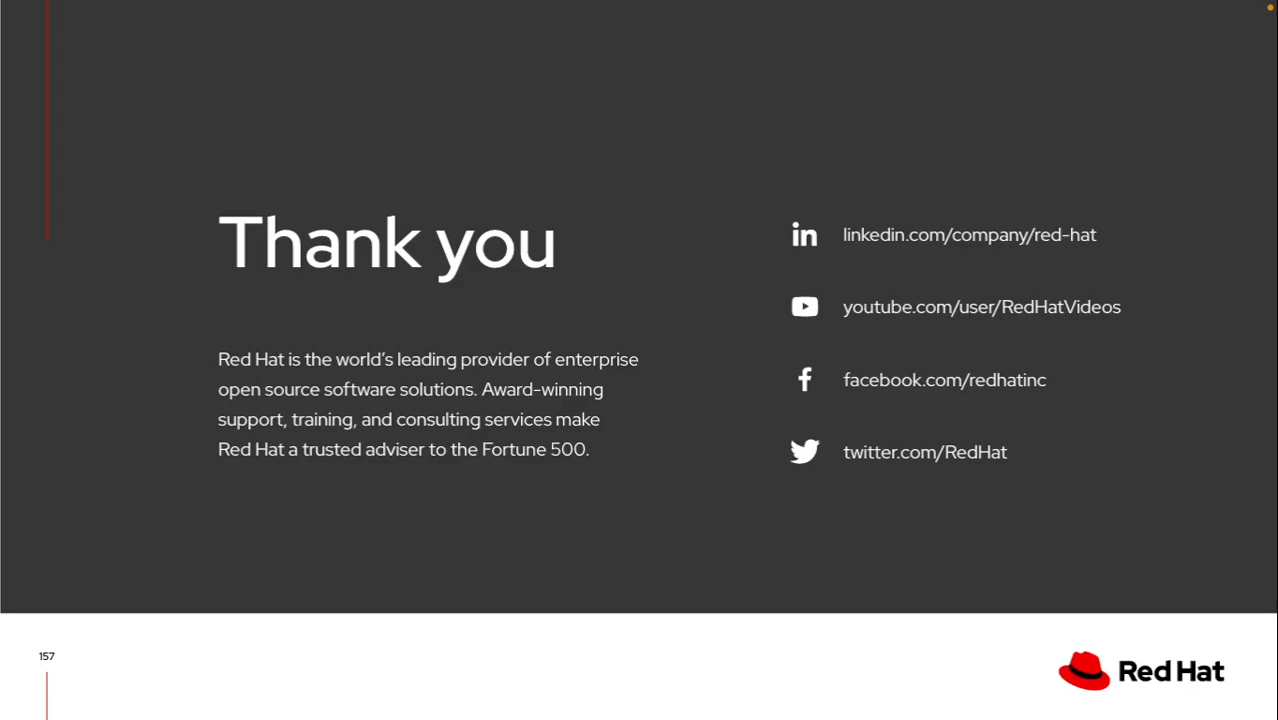 Thank you
Red Hat is the world's leading provider of enterprise
open source software solutions. Award-winning
support, training, and consulting services make
Red Hat a trusted adviser to the Fortune 500.
linkedin.com/company/red-hat
youtube.com/user/RedHatVideos
facebook.com/redhatinc
twitter.com/RedHat
157
Red Hat